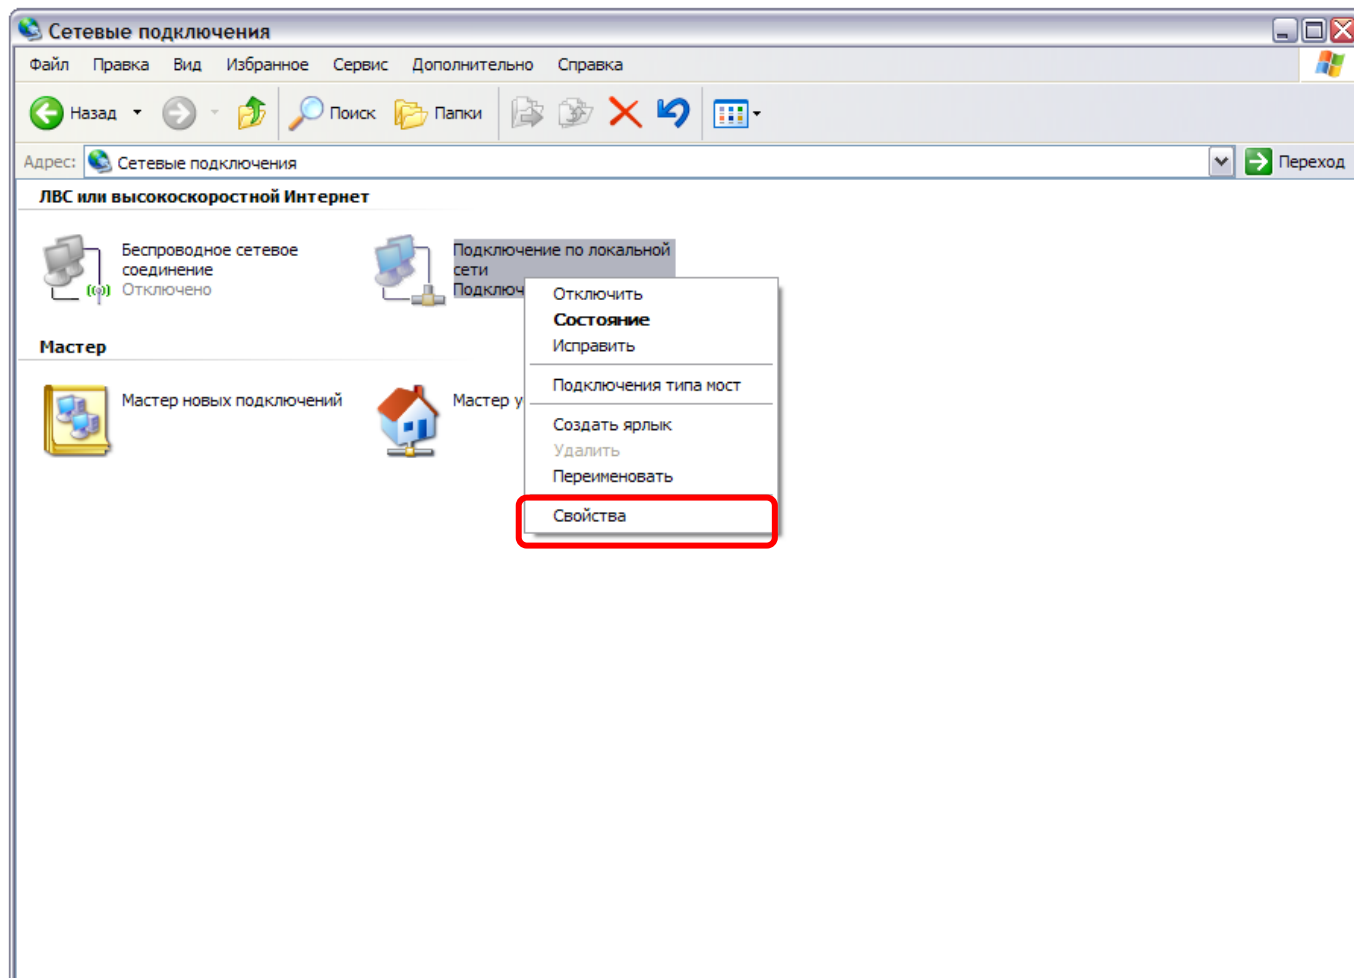 Сетевые подключения
Файл Правка Вид Избранное Сервис Дополнительно Справка
Назад Поиск Папки
Адрес: Сетевые подключения Переход
ЛВС или высокоскоростной Интернет
Беспроводное сетевое
соединение
Отключено
Подключение по локальной
сети
Подключ
Отключить
Состояние
Исправить
Подключения типа мост
Создать ярлык
Удалить
Переименовать
Свойства
Мастер
Мастер новых подключений
Мастер у